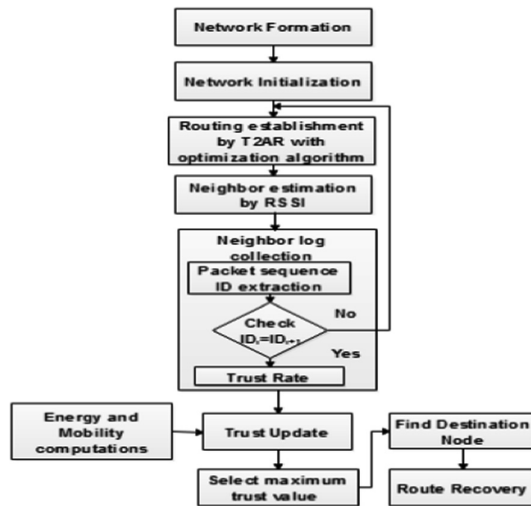 Network Formation
Network Initialization
Routing establishment
by T2AR with
optimization algorithm
Neighbor estimation
by RSSI
Neighbor log
collection
Packet sequence
ID extraction
No
Check
Yes
Trust Rate
Energy and
Mobility
computations
Trust Update
Find Destination
Node
Select maximum
trust value
Route Recovery